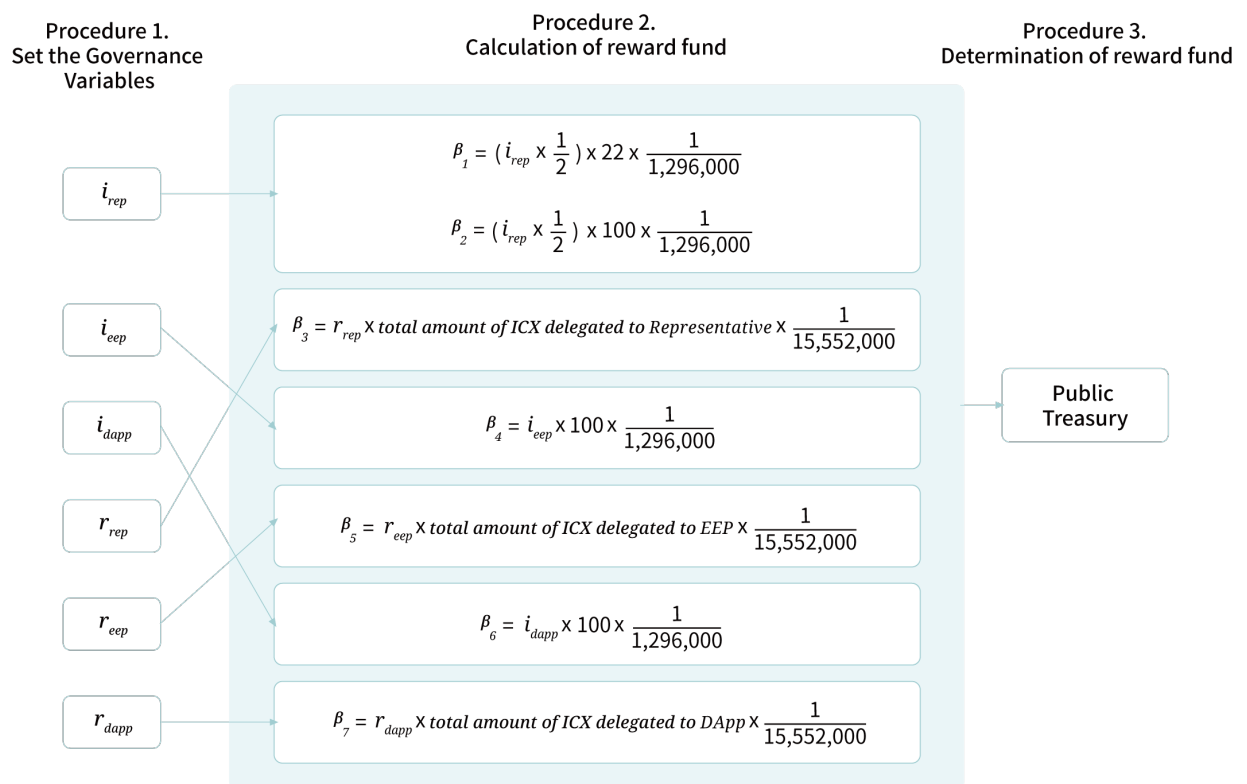 Procedure 1.
Set the Governance
Variables
Procedure 2.
Calculation of reward fund
Procedure 3.
Determination of reward fund
i_rep
i_eep
i_dapp
r_rep
r_eep
r_dapp
β_1 = ( i_rep x 1/2 ) x 22 x 1/1,296,000
β_2 = ( i_rep x 1/2 ) x 100 x 1/1,296,000
β_3 = r_rep x total amount of ICX delegated to Representative x 1/15,552,000
β_4 = i_eep x 100 x 1/1,296,000
β_5 = r_eep x total amount of ICX delegated to EEP x 1/15,552,000
β_6 = i_dapp x 100 x 1/1,296,000
β_7 = r_dapp x total amount of ICX delegated to DApp x 1/15,552,000
Public
Treasury